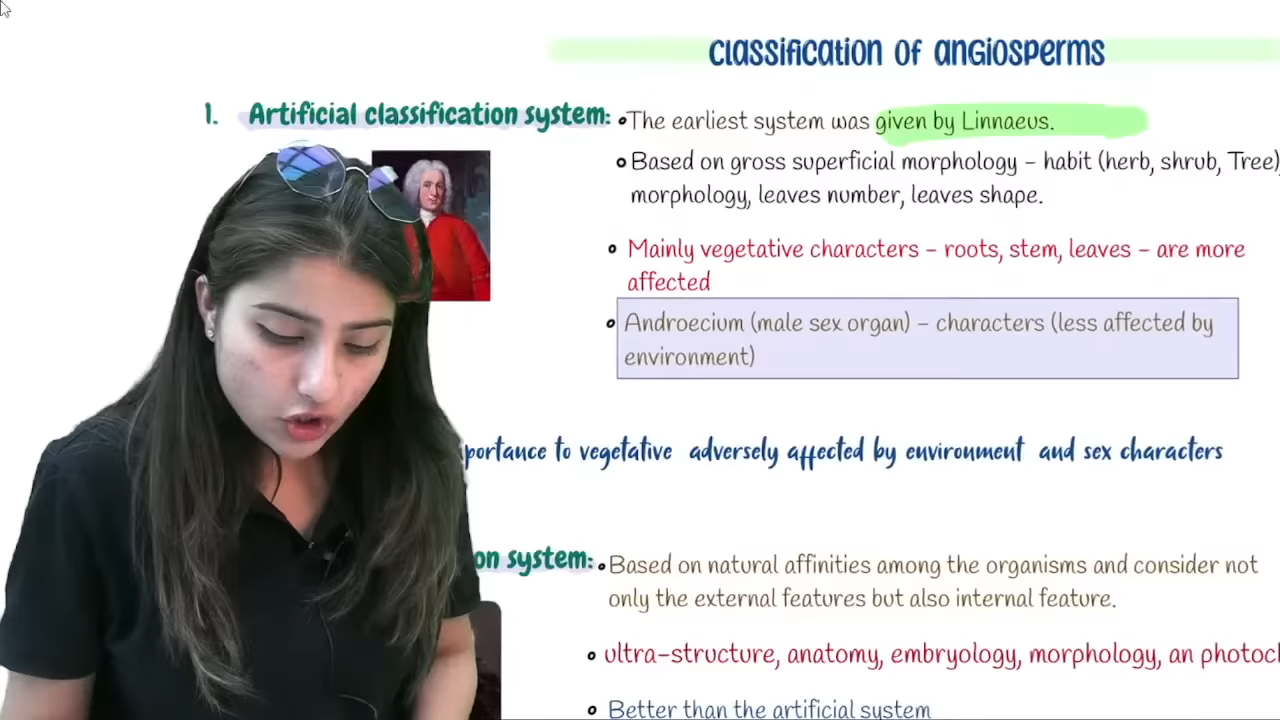 classification of angiosperms
1. Artificial classification system:
•The earliest system was given by Linnaeus.
Based on gross superficial morphology – habit (herb, shrub, Tree)
morphology, leaves number, leaves shape.
Mainly vegetative characters – roots, stem, leaves – are more
affected
Androecium (male sex organ) – characters (less affected by
environment)
to vegetative adversely affected by environment and sex characters
system:
Based on natural affinities among the organisms and consider not
only the external features but also internal feature.
ultra-structure, anatomy, embryology, morphology, an
Better than the artificial system